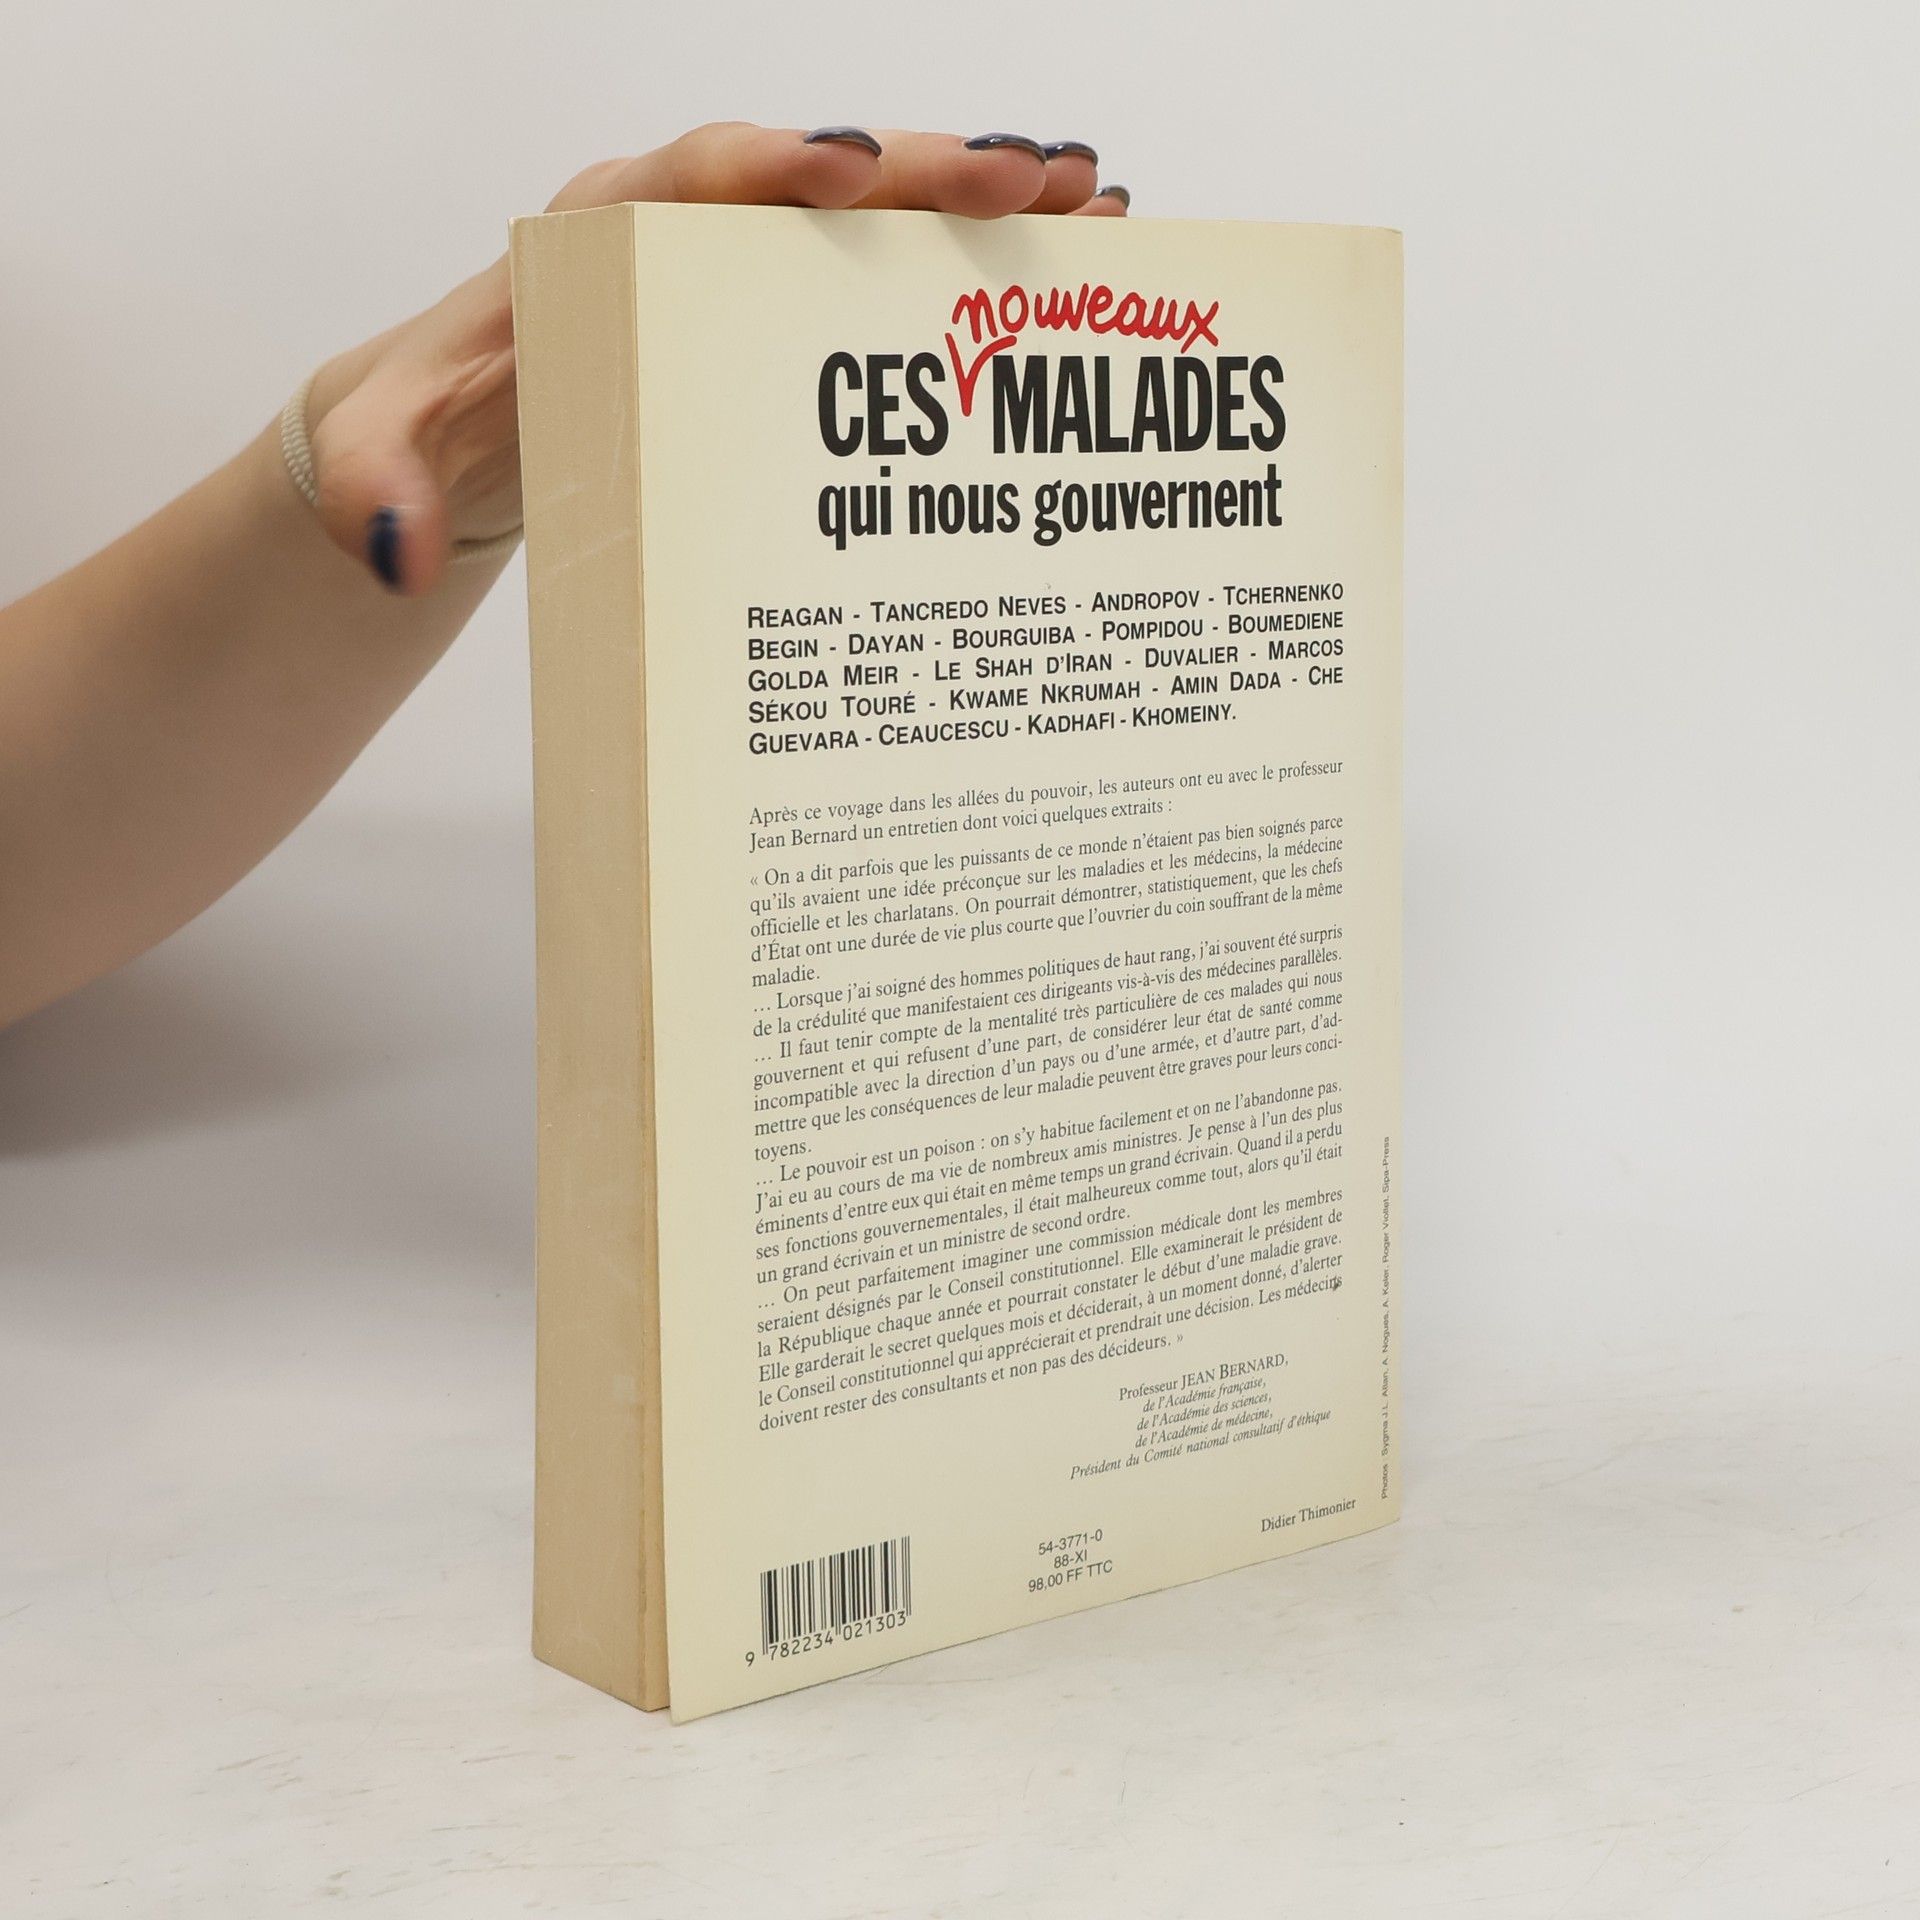 nouveaux
CES MALADES
qui nous gouvernent
REAGAN - TANCREDO NEVES - ANDROPOV - TCHERNENKO
BEGIN - DAYAN - BOURGUIBA - POMPIDOU - BOUMEDIENE
GOLDA MEIR - LE SHAH D'IRAN - DUVALIER - MARCOS
SÉKOU TOURÉ - KWAME NKRUMAH - AMIN DADA - CHE
GUEVARA - CEAUCESCU - KADHAFI - KHOMEINY.
Après ce voyage dans les allées du pouvoir, les auteurs ont eu avec le professeur
Jean Bernard un entretien dont voici quelques extraits :
« On a dit parfois que les puissants de ce monde n'étaient pas bien soignés parce
qu'ils avaient une idée préconçue sur les maladies et les médecins, la médecine
officielle et les charlatans. On pourrait démontrer, statistiquement, que les chefs
d'État ont une durée de vie plus courte que l'ouvrier du coin souffrant de la même
maladie.
... Lorsque j'ai soigné des hommes politiques de haut rang, j'ai souvent été surpris
de la crédulité que manifestaient ces dirigeants vis-à-vis des médecines parallèles.
... Il faut tenir compte de la mentalité très particulière de ces malades qui nous
gouvernent et qui refusent d'une part, de considérer leur état de santé comme
incompatible avec la direction d'un pays ou d'une armée, et d'autre part, d'ad-
mettre que les conséquences de leur maladie peuvent être graves pour leurs conci-
toyens.
... Le pouvoir est un poison : on s'y habitue facilement et on ne l'abandonne pas.
J'ai eu au cours de ma vie de nombreux amis ministres. Je pense à l'un des plus
éminents d'entre eux qui était en même temps un grand écrivain. Quand il a perdu
ses fonctions gouvernementales, il était malheureux comme tout, alors qu'il était
un grand écrivain et un ministre de second ordre.
... On peut parfaitement imaginer une commission médicale dont les membres
seraient désignés par le Conseil constitutionnel. Elle examinerait le président de
la République chaque année et pourrait constater le début d'une maladie grave.
Elle garderait le secret quelques mois et déciderait, à un moment donné, d'alerter
le Conseil constitutionnel qui apprécierait et prendrait une décision. Les médecins
doivent rester des consultants et non pas des décideurs. »
Professeur JEAN BERNARD,
de l'Académie française,
de l'Académie des sciences,
de l'Académie de médecine,
Président du Comité national consultatif d'éthique
Photos : Sygma J.L. Atlan, A. Nogues, A. Keler, Roger Viollet, Sipa-Press
Didier Thimonier
54-3771-0
88-XI
98,00 FF TTC
9 782234 021303